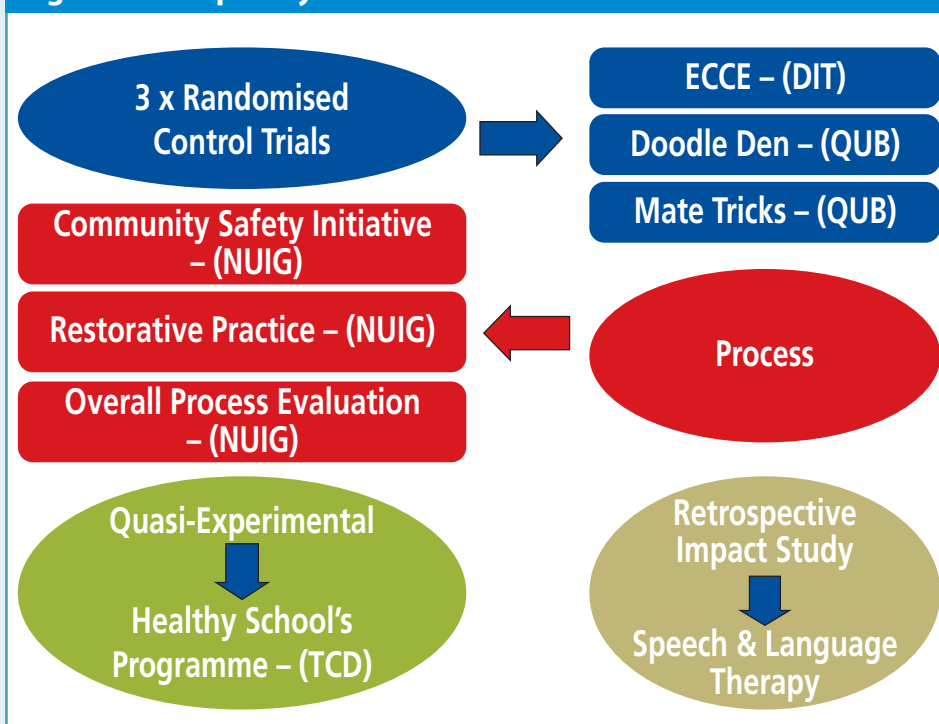 3 x Randomised
Control Trials
ECCE – (DIT)
Doodle Den – (QUB)
Mate Tricks – (QUB)
Community Safety Initiative
– (NUIG)
Restorative Practice – (NUIG)
Overall Process Evaluation
– (NUIG)
Process
Quasi-Experimental
Healthy School's
Programme – (TCD)
Retrospective
Impact Study
Speech & Language
Therapy